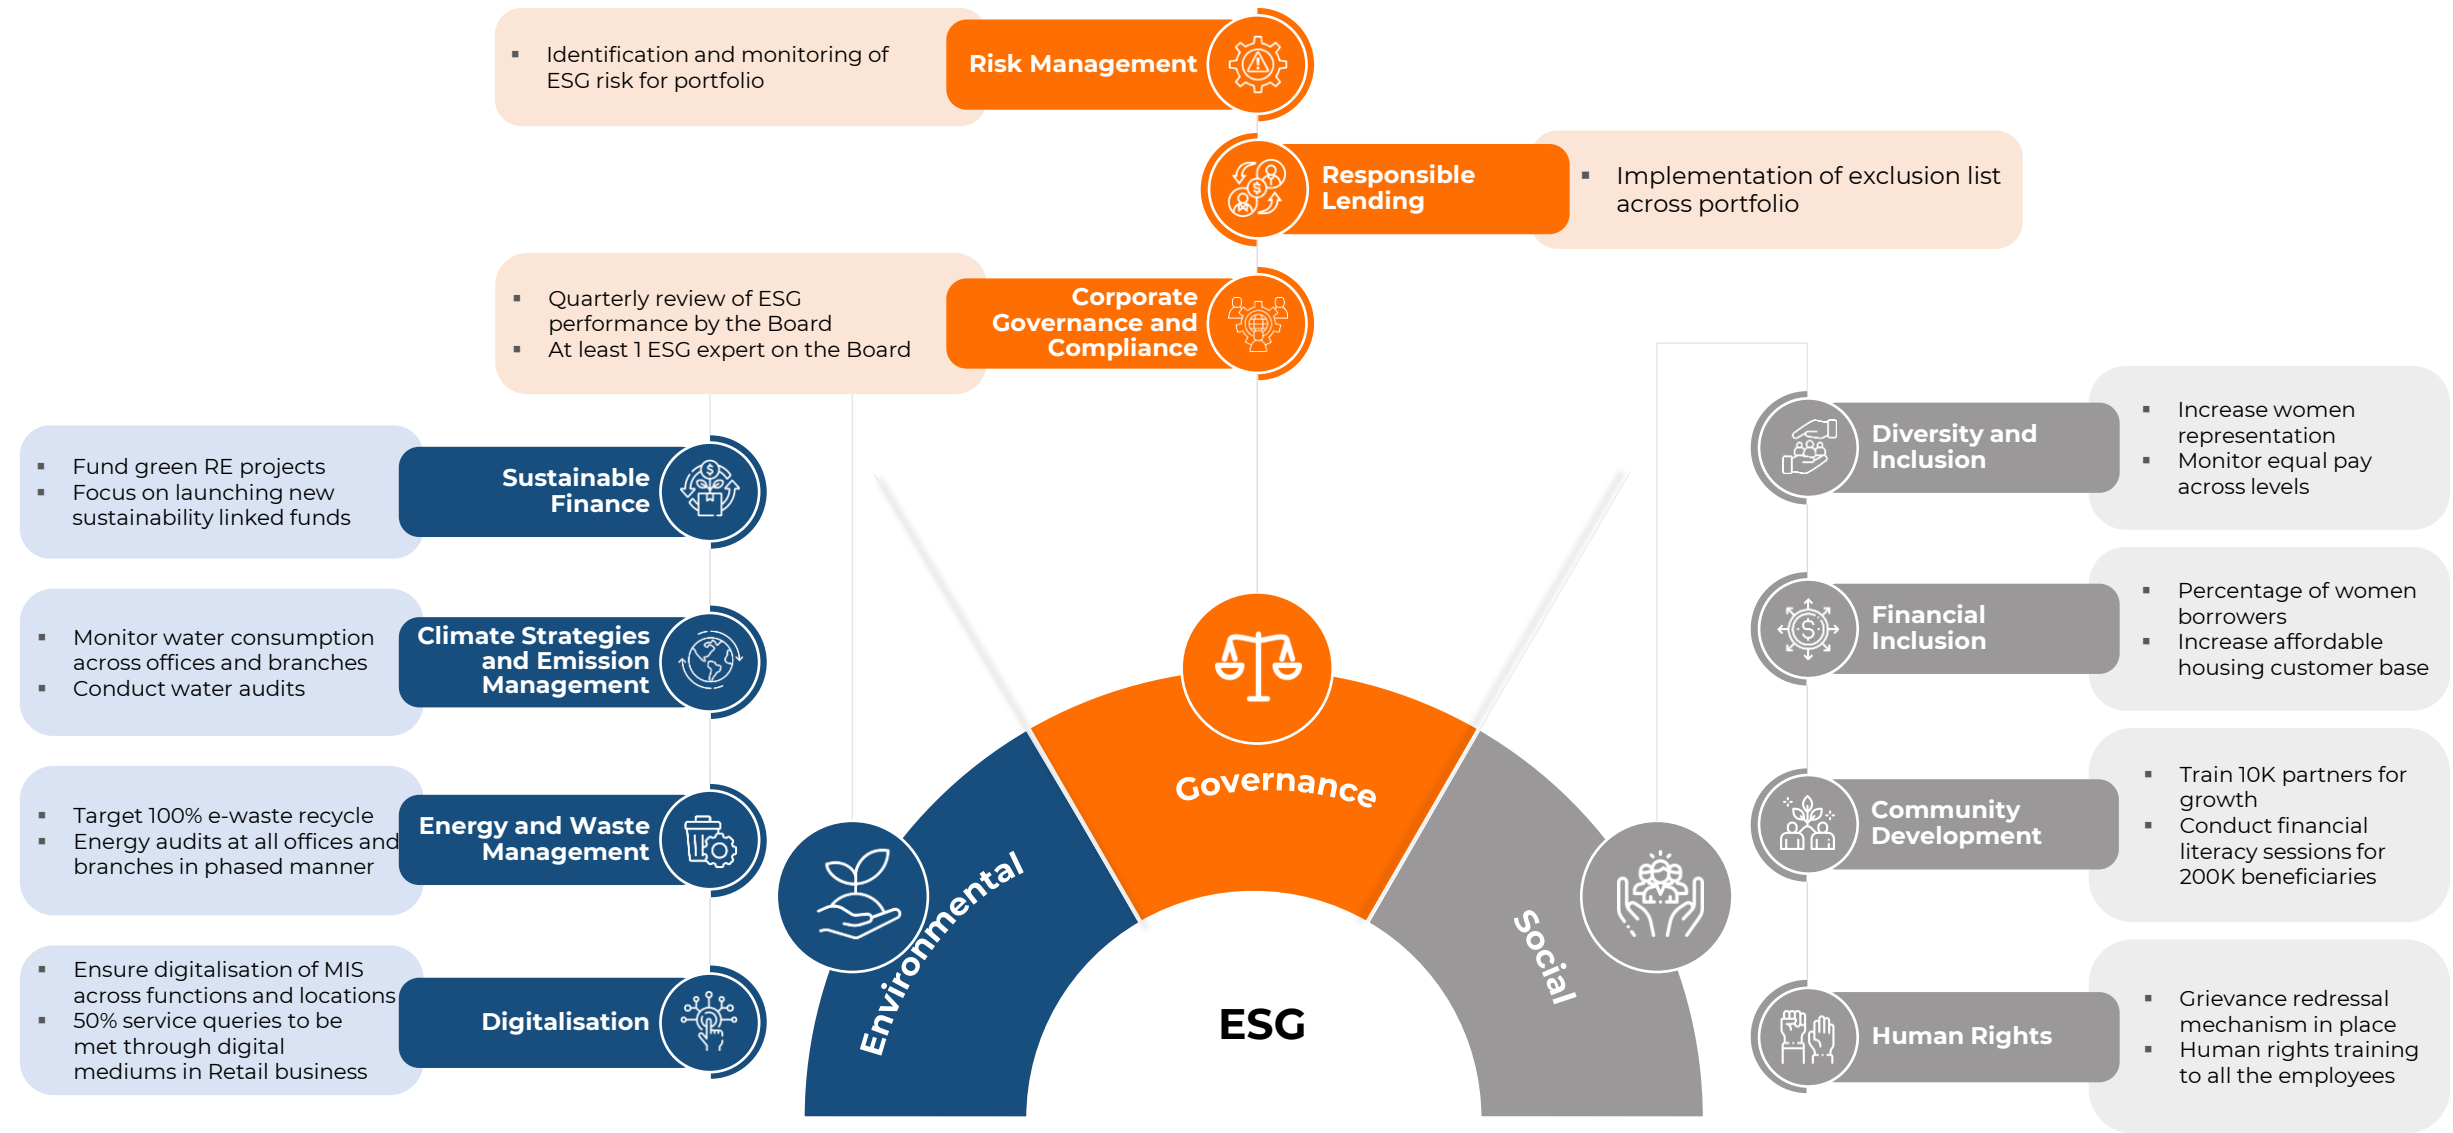 Identification and monitoring of
ESG risk for portfolio
Risk Management
Responsible
Lending
▪ Implementation of exclusion list
across portfolio
▪ Quarterly review of ESG
performance by the Board
▪ At least 1 ESG expert on the Board
Corporate
Governance and
Compliance
▪ Fund green RE projects
▪ Focus on launching new
sustainability linked funds
Sustainable
Finance
▪ Monitor water consumption
across offices and branches
▪ Conduct water audits
Climate Strategies
and Emission
Management
▪ Target 100% e-waste recycle
▪ Energy audits at all offices and
branches in phased manner
Energy and Waste
Management
▪ Ensure digitalisation of MIS
across functions and locations
▪ 50% service queries to be
met through digital
mediums in Retail business
Digitalisation
Environmental
Governance
Social
ESG
Diversity and
Inclusion
▪ Increase women
representation
▪ Monitor equal pay
across levels
Financial
Inclusion
▪ Percentage of women
borrowers
▪ Increase affordable
housing customer base
Community
Development
▪ Train 10K partners for
growth
▪ Conduct financial
literacy sessions for
200K beneficiaries
Human Rights
▪ Grievance redressal
mechanism in place
▪ Human rights training
to all the employees